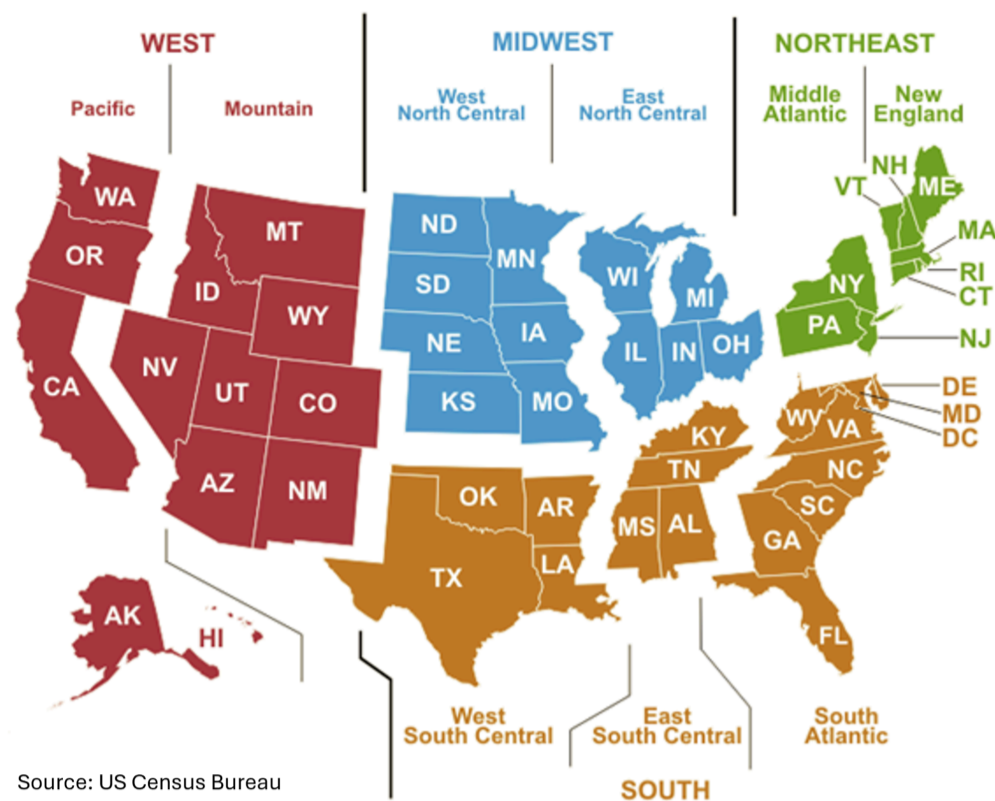 WEST
MIDWEST
NORTHEAST
Pacific
Mountain
West
North Central
East
North Central
Middle
Atlantic
New
England
WA
OR
CA
MT
ID
WY
NV
UT
CO
AZ
NM
AK
HI
ND
SD
NE
KS
MN
IA
MO
WI
MI
IL
IN
OH
NH
VT
ME
MA
RI
CT
NY
PA
NJ
DE
MD
DC
WV
VA
KY
TN
NC
SC
GA
FL
MS
AL
OK
AR
LA
TX
West
South Central
East
South Central
South
Atlantic
SOUTH
Source: US Census Bureau